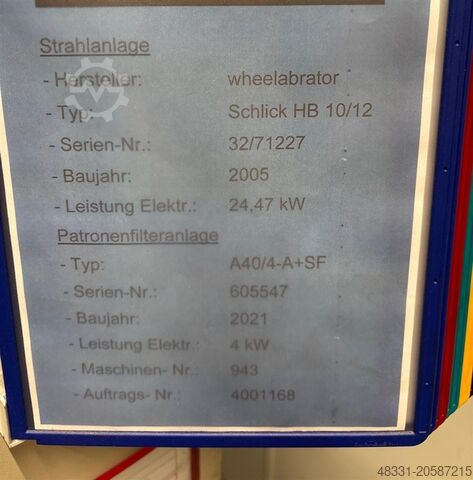 Strahlanlage
- Hersteller: wheelabrator
- Typ: Schlick HB 10/12
- Serien-Nr.: 32/71227
- Baujahr: 2005
- Leistung Elektr.: 24,47 kW
Patronenfilteranlage
- Typ: A40/4-A+SF
- Serien-Nr.: 605547
- Baujahr: 2021
- Leistung Elektr.: 4 kW
- Maschinen- Nr.: 943
- Auftrags- Nr.: 4001168
48331-20587215